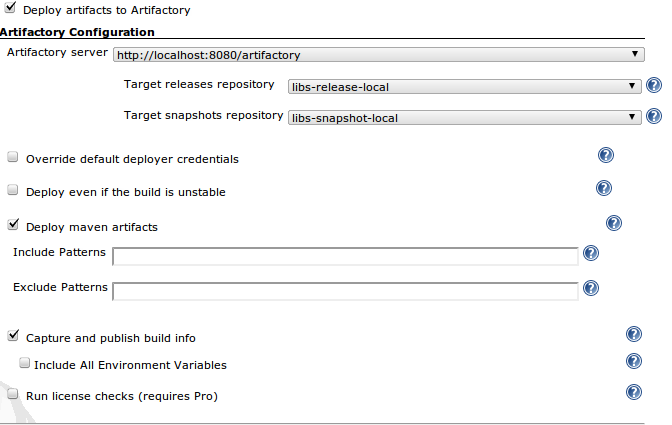 Deploy artifacts to Artifactory
Artifactory Configuration
Artifactory server http://localhost:8080/artifactory
Target releases repository libs-release-local
Target snapshots repository libs-snapshot-local
Override default deployer credentials
Deploy even if the build is unstable
Deploy maven artifacts
Include Patterns
Exclude Patterns
Capture and publish build info
Include All Environment Variables
Run license checks (requires Pro)